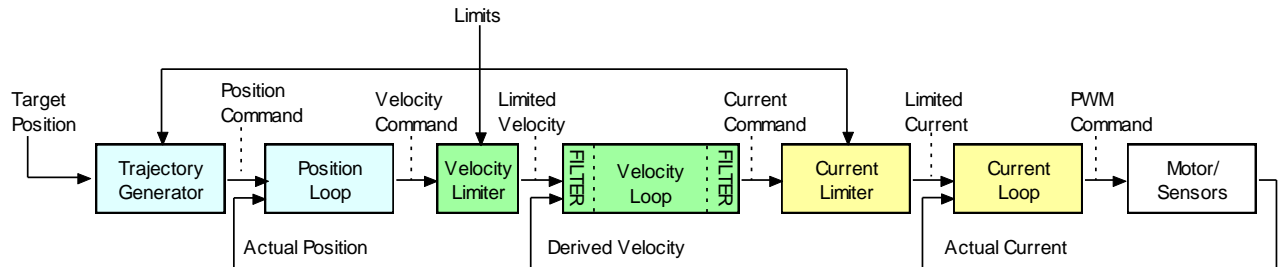 Limits
Target
Position
Position
Command
Velocity
Command
Limited
Velocity
Current
Command
Limited
Current
PWM
Command
Trajectory
Generator
Position
Loop
Velocity
Limiter
FILTER
Velocity
Loop
FILTER
Current
Limiter
Current
Loop
Motor/
Sensors
Actual Position
Derived Velocity
Actual Current